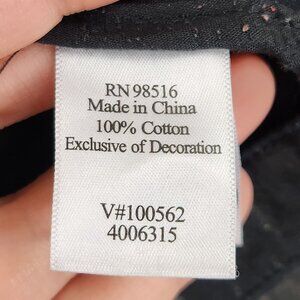 RN 98516
Made in China
100% Cotton
Exclusive of Decoration
V#100562
4006315